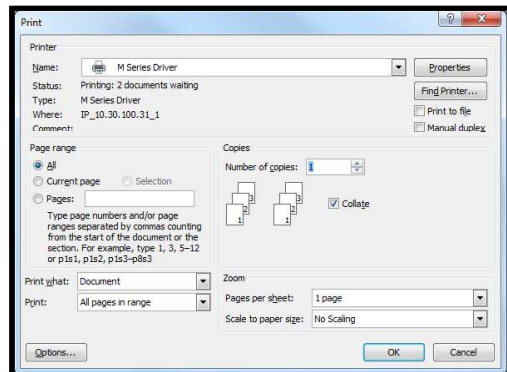 Print
Printer
Name: M Series Driver Properties
Status: Printing: 2 documents waiting Find Printer...
Type: M Series Driver
Where: IP_10.30.100.31_1 Print to file
Comment: Manual duplex
Page range
All
Current page Selection
Pages:
Type page numbers and/or page
ranges separated by commas counting
from the start of the document or the
section. For example, type 1, 3, 5–12
or p1s1, p1s2, p1s3–p8s3
Copies
Number of copies: 1
3 3
2 2
1 1
Collate
Print what: Document
Print: All pages in range
Zoom
Pages per sheet: 1 page
Scale to paper size: No Scaling
Options... OK Cancel